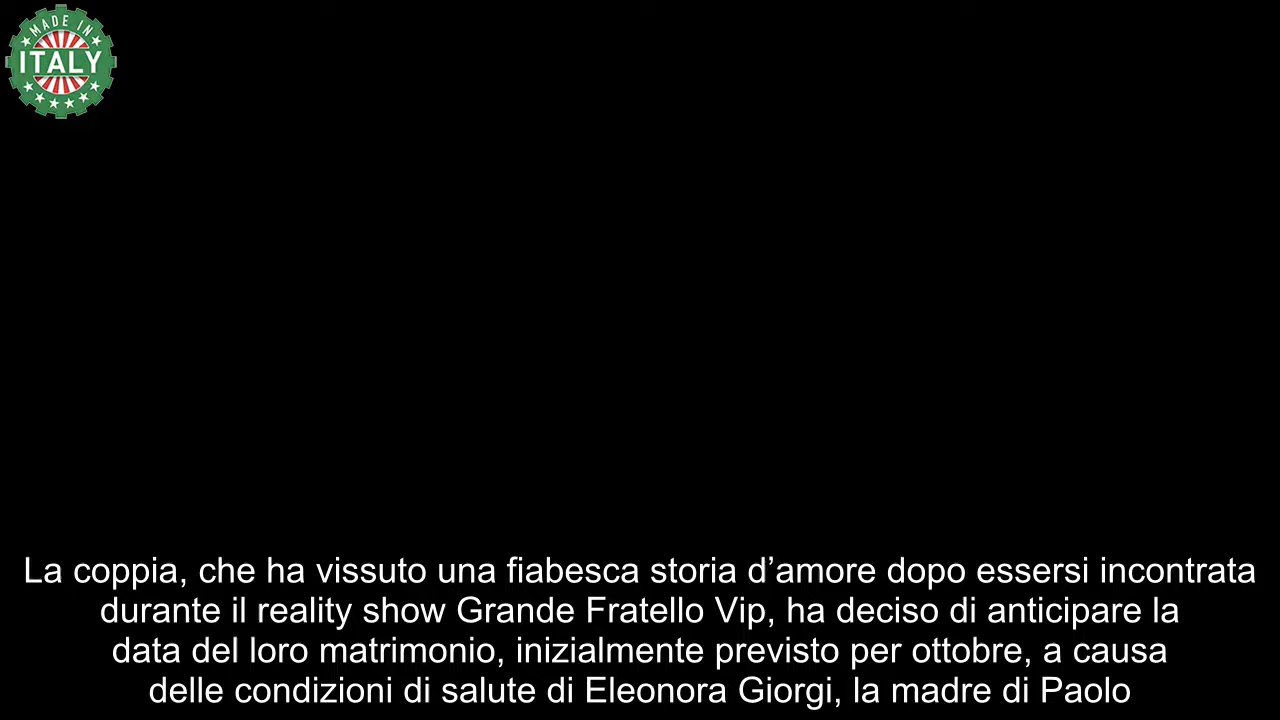 MADE IN
ITALY
La coppia, che ha vissuto una fiabesca storia d’amore dopo essersi incontrata
durante il reality show Grande Fratello Vip, ha deciso di anticipare la
data del loro matrimonio, inizialmente previsto per ottobre, a causa
delle condizioni di salute di Eleonora Giorgi, la madre di Paolo